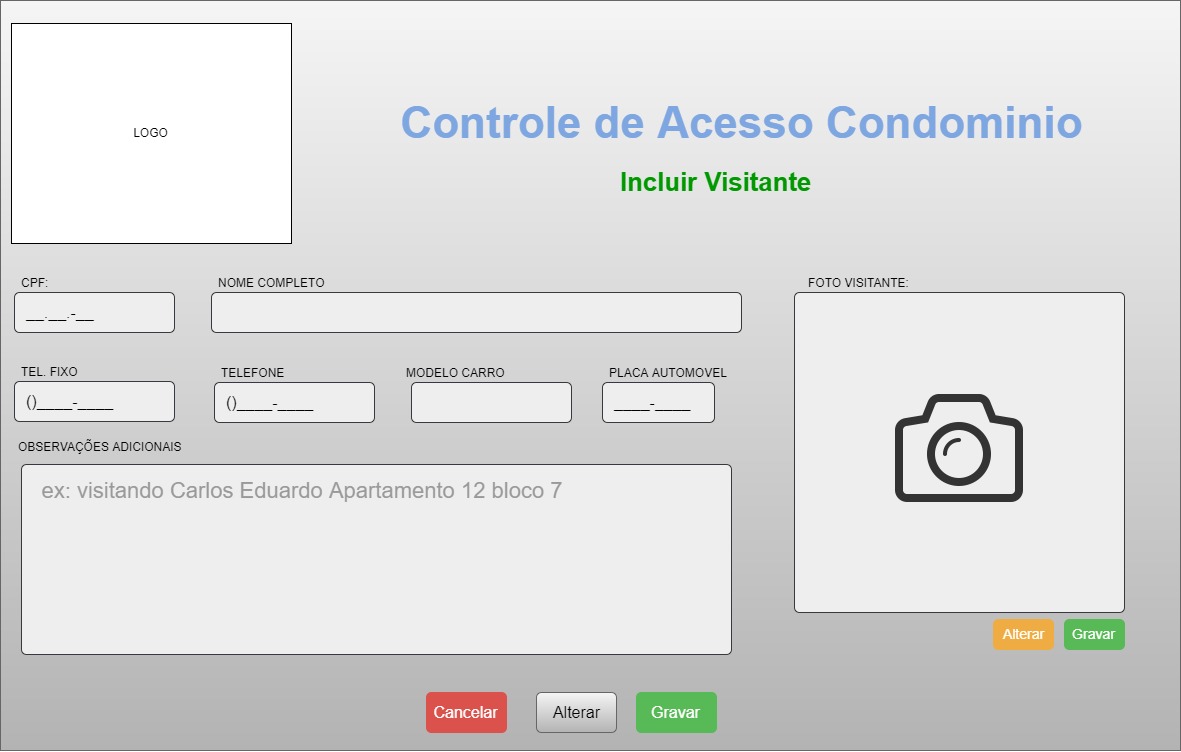 LOGO
Controle de Acesso Condominio
Incluir Visitante
CPF:
NOME COMPLETO
FOTO VISITANTE:
__.__.-__
TEL. FIXO
TELEFONE
MODELO CARRO
PLACA AUTOMOVEL
()____-____
()____-____
____-____
OBSERVAÇÕES ADICIONAIS
ex: visitando Carlos Eduardo Apartamento 12 bloco 7
Alterar
Gravar
Cancelar
Alterar
Gravar